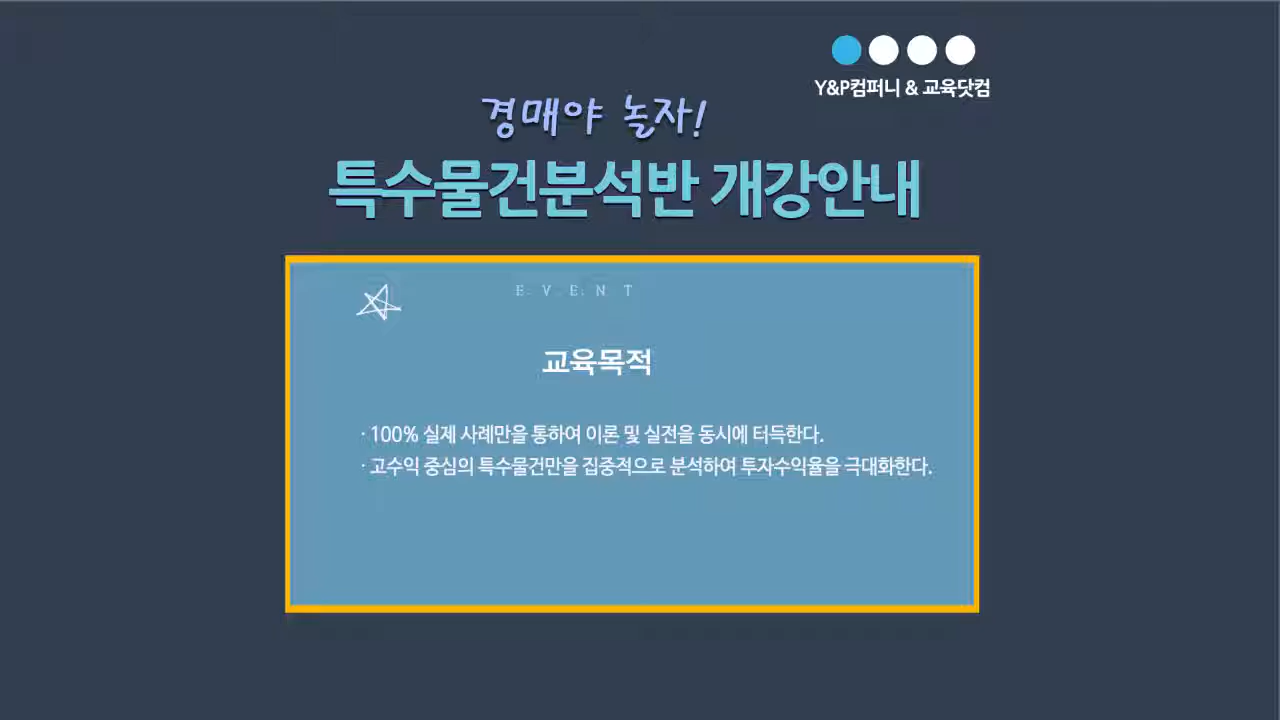 Y&P컴퍼니 & 교육닷컴
경매야 놀자!
특수물건분석반 개강안내
E.V.E.N.T
교육목적
· 100% 실제 사례만을 통하여 이론 및 실전을 동시에 터득한다.
· 고수익 중심의 특수물건만을 집중적으로 분석하여 투자수익율을 극대화한다.